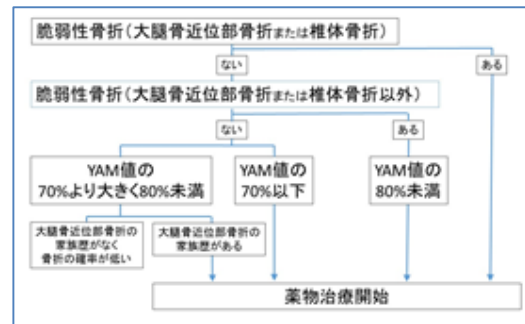 脆弱性骨折(大腿骨近位部骨折または椎体骨折)
ない
ある
脆弱性骨折(大腿骨近位部骨折または椎体骨折以外)
ない
ある
YAM値の
70%より大きく80%未満
YAM値の
70%以下
YAM値の
80%未満
大腿骨近位部骨折の
家族歴がなく
骨折の確率が低い
大腿骨近位部骨折の
家族歴がある
薬物治療開始